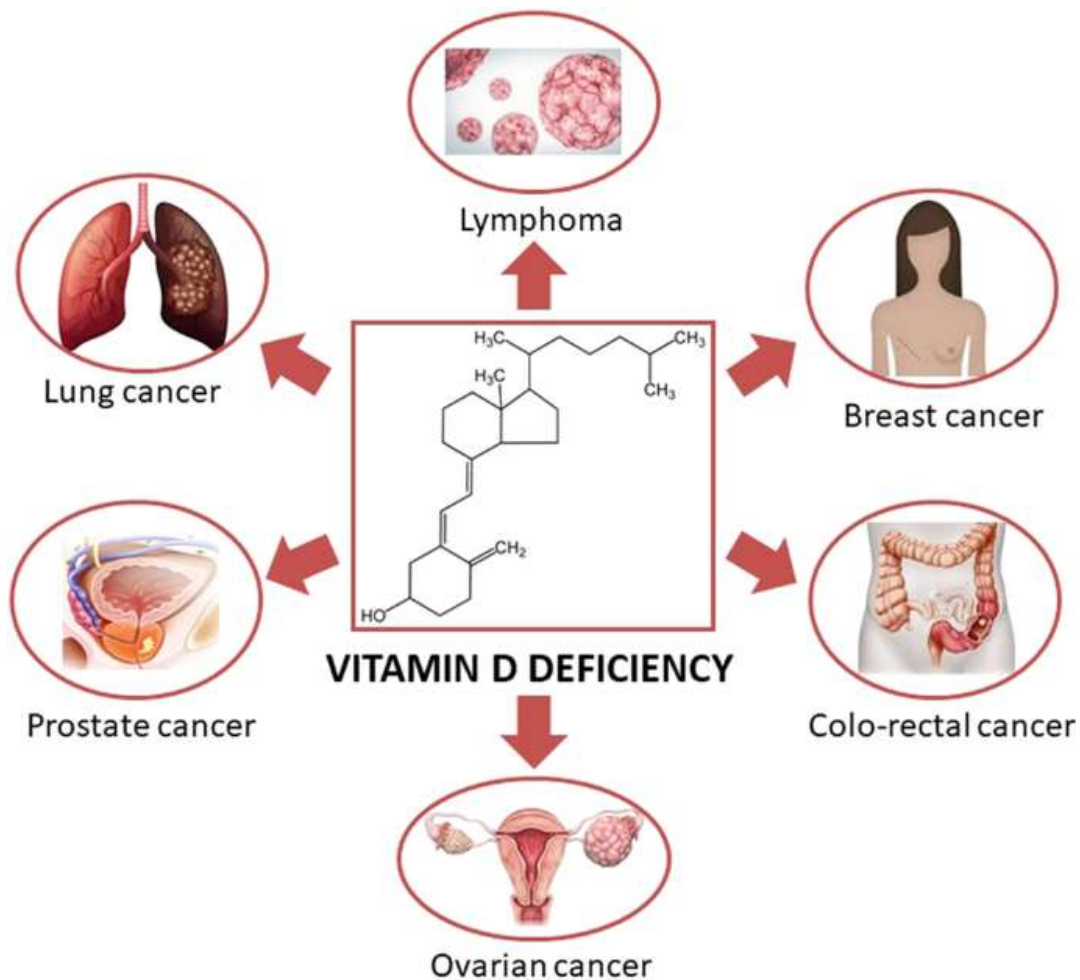 Lymphoma
Lung cancer
Breast cancer
H₃C
CH₃
H₃C
CH₃
CH₂
HO
VITAMIN D DEFICIENCY
Prostate cancer
Colo-rectal cancer
Ovarian cancer